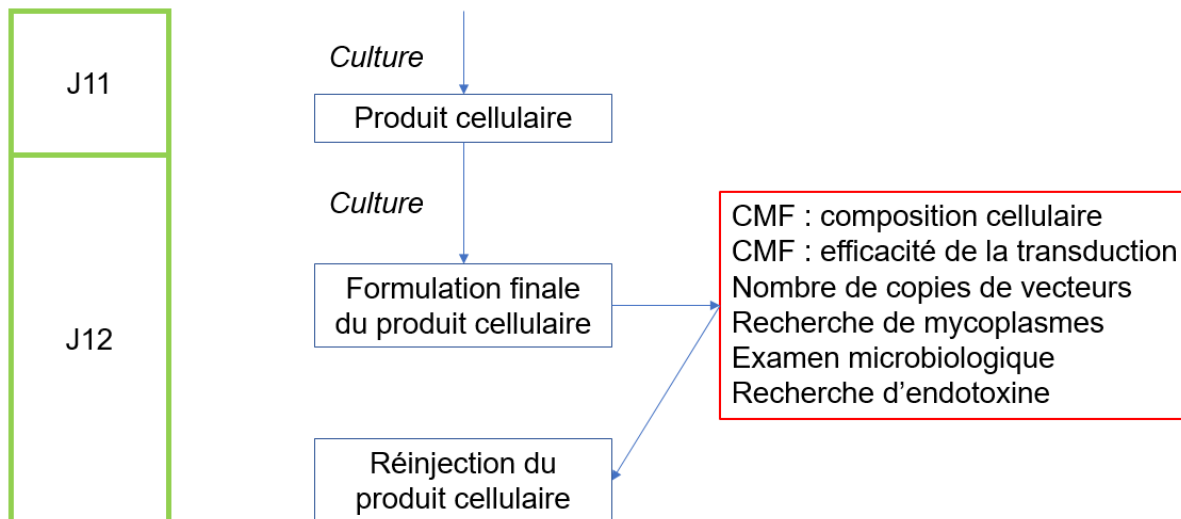 J11
Culture
Produit cellulaire
J12
Culture
Formulation finale
du produit cellulaire
CMF : composition cellulaire
CMF : efficacité de la transduction
Nombre de copies de vecteurs
Recherche de mycoplasmes
Examen microbiologique
Recherche d’endotoxine
Réinjection du
produit cellulaire